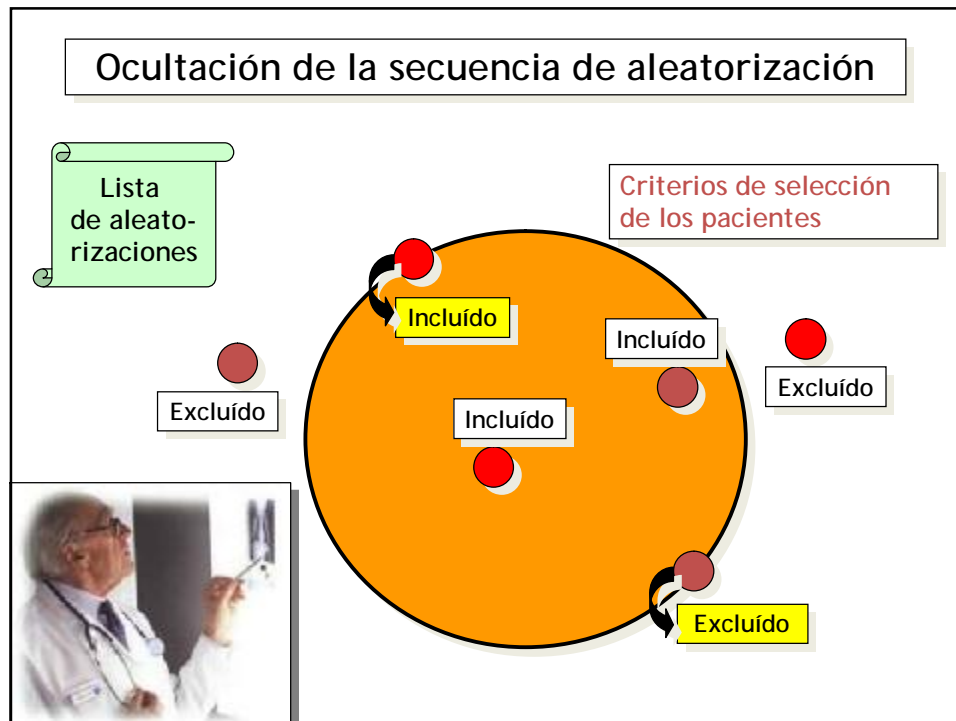 Ocultación de la secuencia de aleatorización
Lista
de aleato-
rizaciones
Criterios de selección
de los pacientes
Incluído
Incluído
Excluído
Excluído
Incluído
Excluído